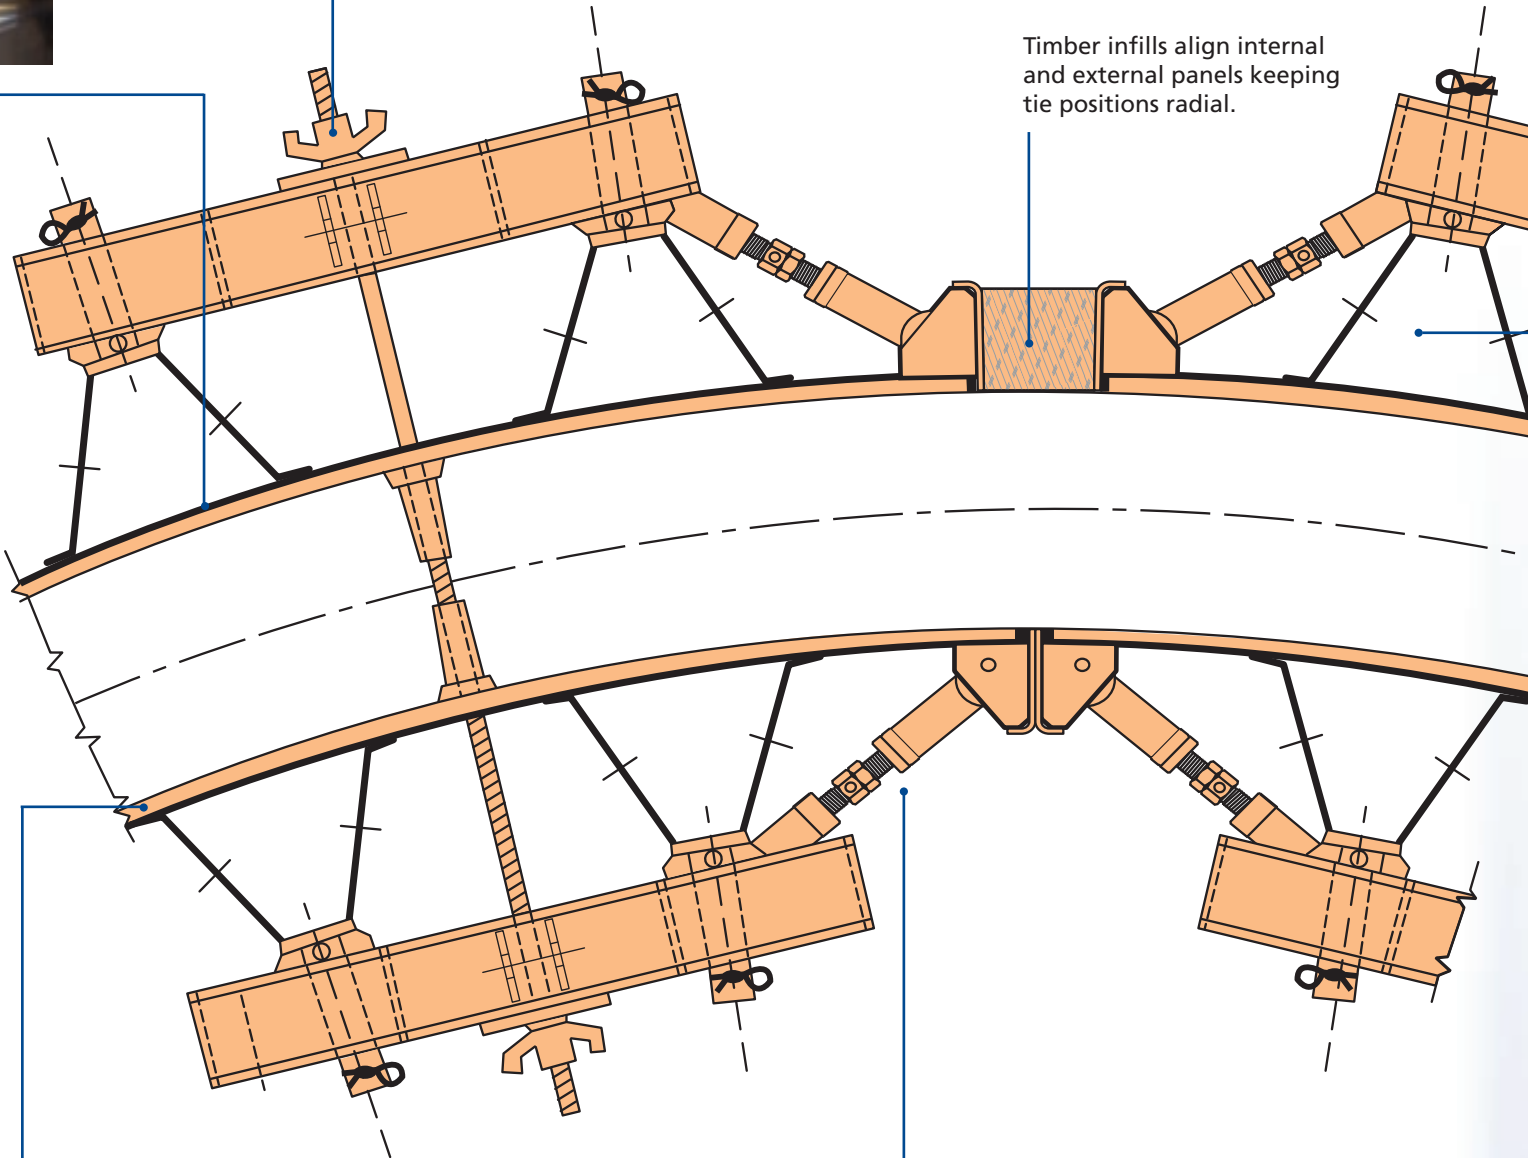 Timber infills align internal
and external panels keeping
tie positions radial.